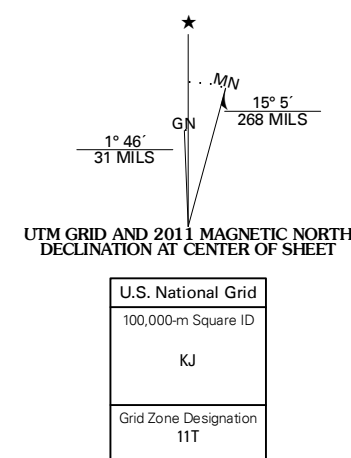 ★
MN
GN
15° 5´
268 MILS
1° 46´
31 MILS
UTM GRID AND 2011 MAGNETIC NORTH
DECLINATION AT CENTER OF SHEET
U.S. National Grid
100,000-m Square ID
KJ
Grid Zone Designation
11T